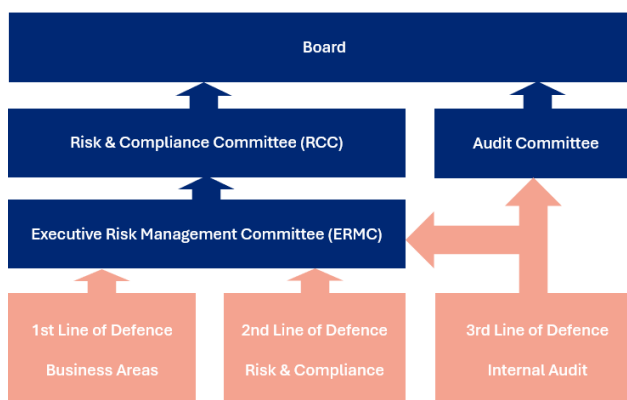 Board
Risk & Compliance Committee (RCC)
Audit Committee
Executive Risk Management Committee (ERMC)
1st Line of Defence
Business Areas
2nd Line of Defence
Risk & Compliance
3rd Line of Defence
Internal Audit